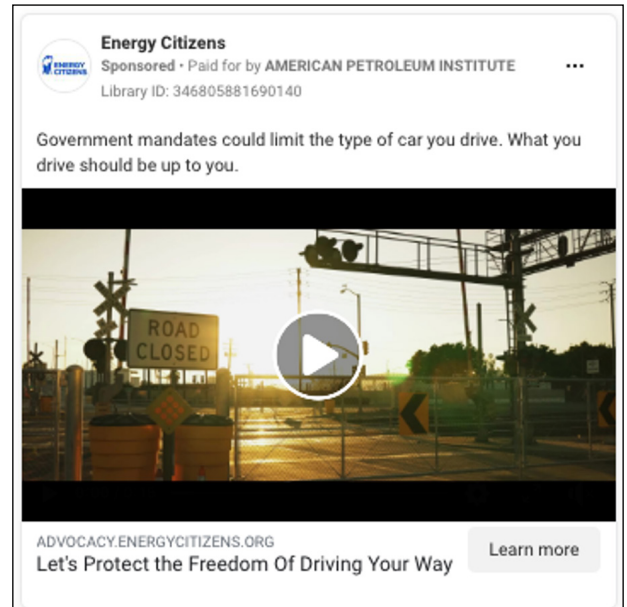 Energy Citizens
Sponsored • Paid for by AMERICAN PETROLEUM INSTITUTE
Library ID: 346805881690140
ENERGY
CITIZENS
Government mandates could limit the type of car you drive. What you
drive should be up to you.
ROAD
CLOSED
ADVOCACY.ENERGYCITIZENS.ORG
Let's Protect the Freedom Of Driving Your Way
Learn more